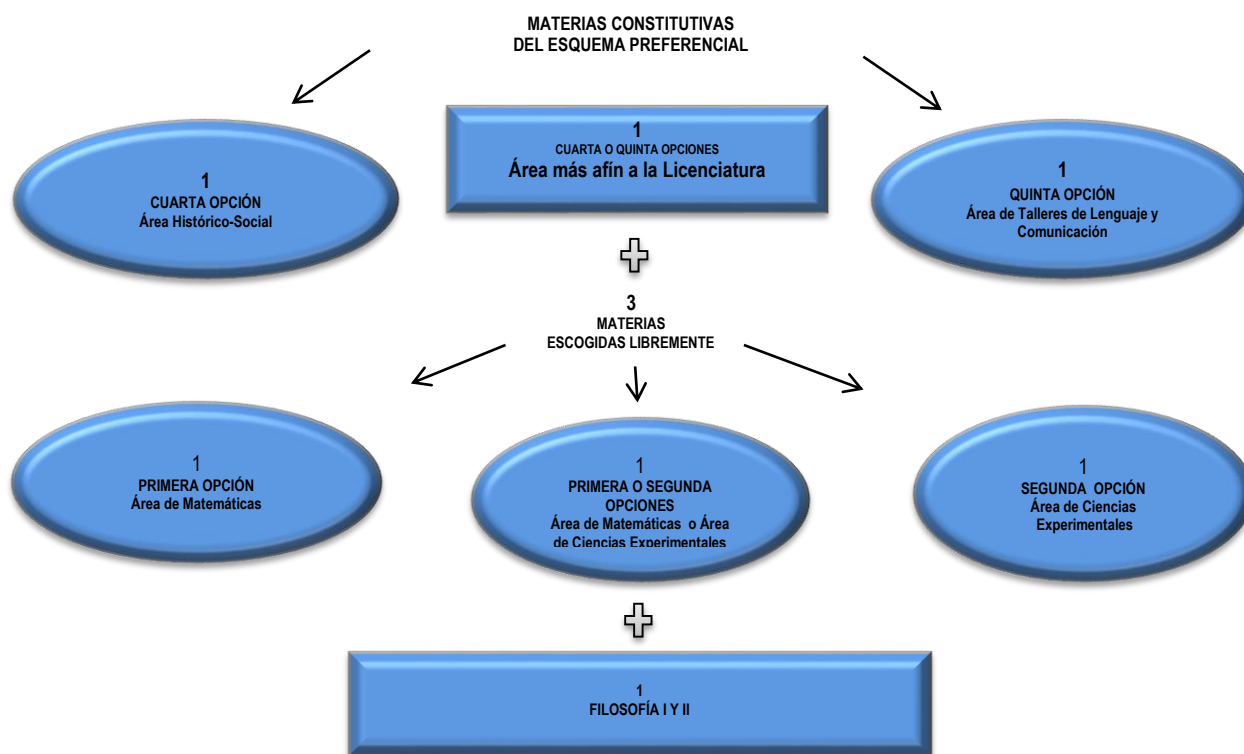 MATERIAS CONSTITUTIVAS
DEL ESQUEMA PREFERENCIAL
1
CUARTA OPCIÓN
Área Histórico-Social
1
CUARTA O QUINTA OPCIONES
Área más afín a la Licenciatura
1
QUINTA OPCIÓN
Área de Talleres de Lenguaje y
Comunicación
3
MATERIAS
ESCOGIDAS LIBREMENTE
1
PRIMERA OPCIÓN
Área de Matemáticas
1
PRIMERA O SEGUNDA
OPCIONES
Área de Matemáticas o Área
de Ciencias Experimentales
1
SEGUNDA OPCIÓN
Área de Ciencias
Experimentales
1
FILOSOFÍA I Y II